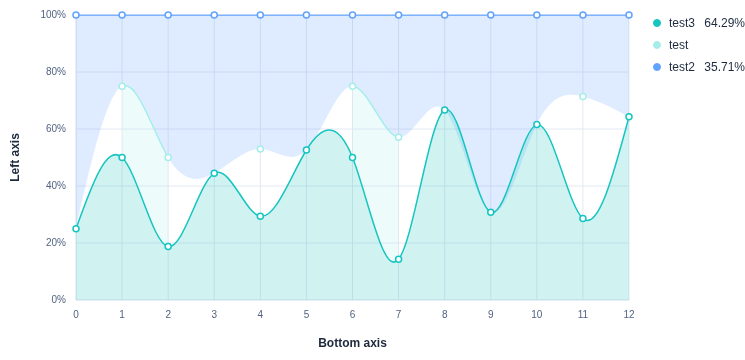 100%
80%
60%
40%
20%
0%
Left axis
0 1 2 3 4 5 6 7 8 9 10 11 12
Bottom axis
test3 64.29%
test
test2 35.71%